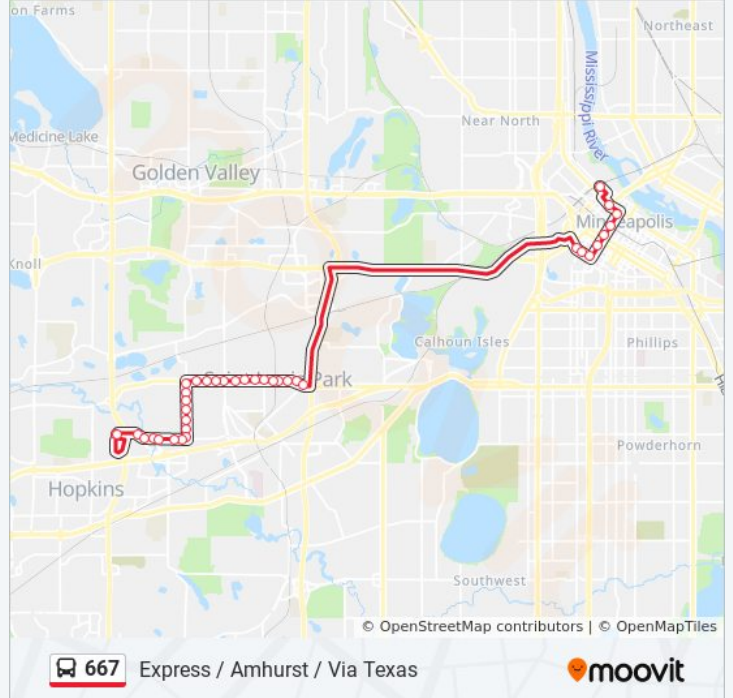 on Farms
Northeast
Mississippi River
Near North
Medicine Lake
Golden Valley
Minneapolis
Knoll
Calhoun Isles
Phillips
Park
Powderhorn
Hopkins
Southwest
© OpenStreetMap contributors | © OpenMapTiles
667 Express / Amhurst / Via Texas
moovit